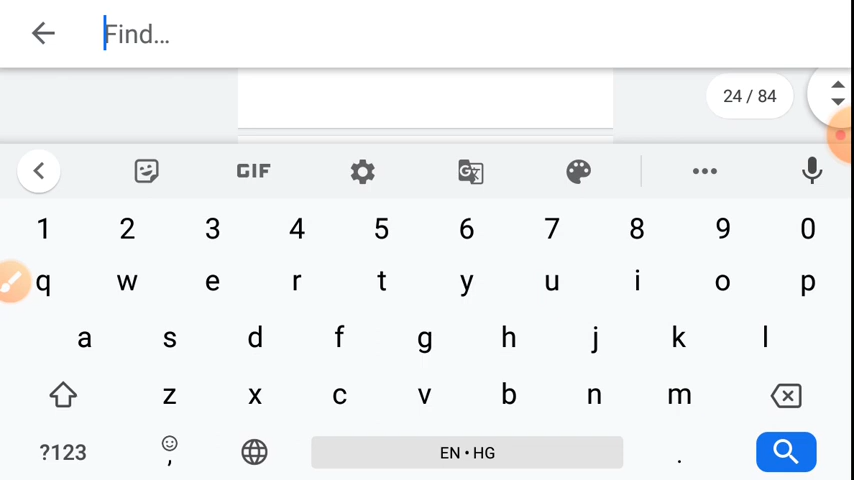 Find...
24 / 84
GIF
1 2 3 4 5 6 7 8 9 0
q w e r t y u i o p
a s d f g h j k l
z x c v b n m
?123 , EN • HG .